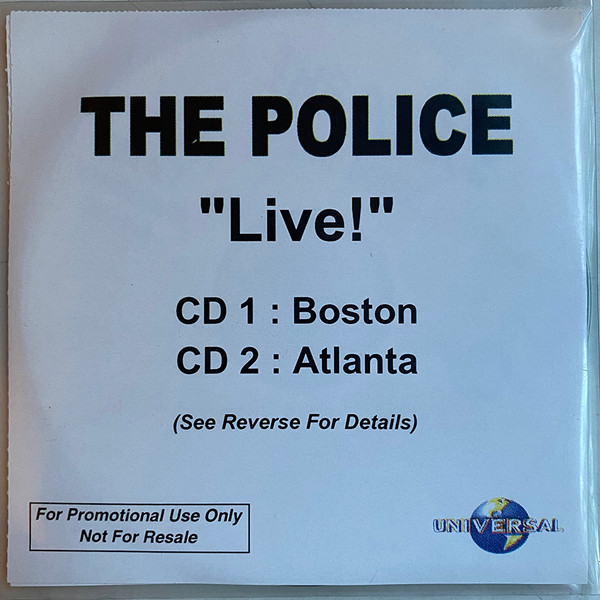 THE POLICE
"Live!"
CD 1 : Boston
CD 2 : Atlanta
(See Reverse For Details)
For Promotional Use Only
Not For Resale
UNIVERSAL